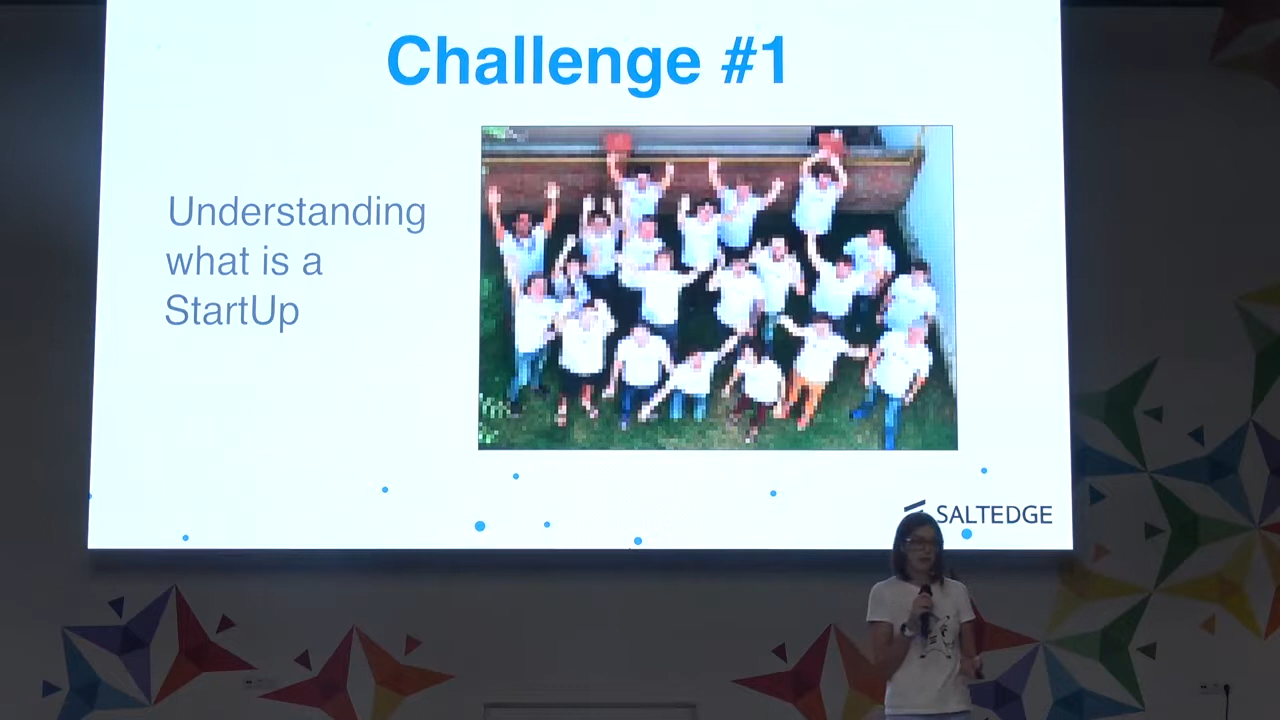 Challenge #1
Understanding
what is a
StartUp
SALTEDGE